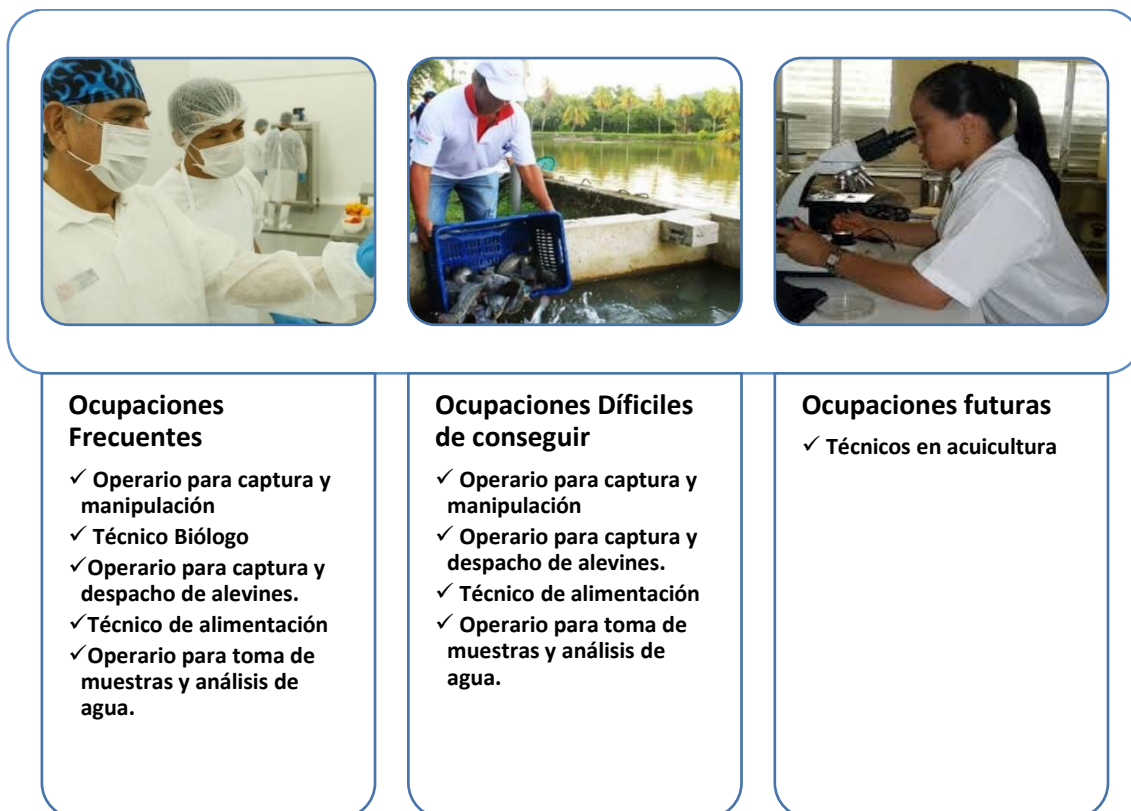 Ocupaciones
Frecuentes
✓ Operario para captura y
manipulación
✓ Técnico Biólogo
✓Operario para captura y
despacho de alevines.
✓Técnico de alimentación
✓Operario para toma de
muestras y análisis de
agua.
Ocupaciones Díficiles
de conseguir
✓ Operario para captura y
manipulación
✓ Operario para captura y
despacho de alevines.
✓ Técnico de alimentación
✓ Operario para toma de
muestras y análisis de
agua.
Ocupaciones futuras
✓ Técnicos en acuicultura